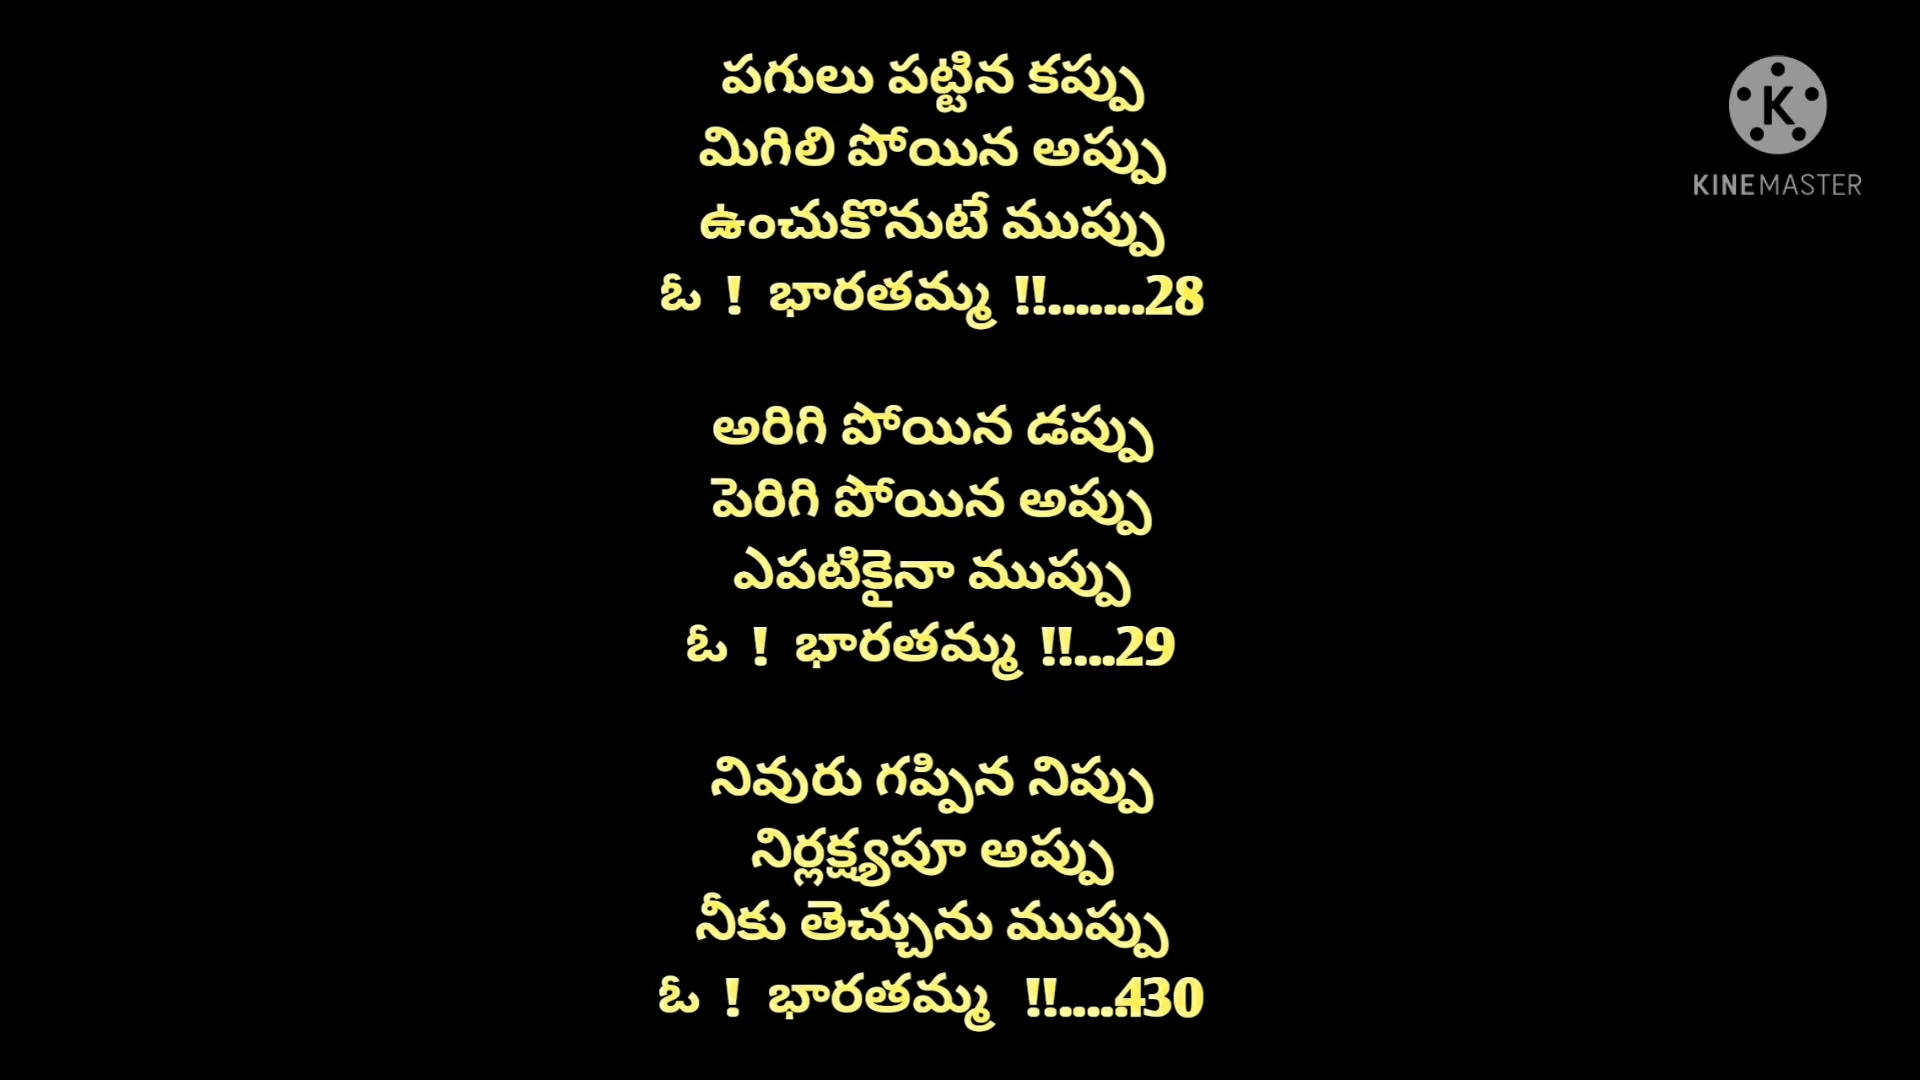 పగులు పట్టిన కప్పు
మిగిలి పోయిన అప్పు
ఉంచుకొనుటే ముప్పు
ఓ ! భారతమ్మ !!.......28
అరిగి పోయిన డప్పు
పెరిగి పోయిన అప్పు
ఎపటికైనా ముప్పు
ఓ ! భారతమ్మ !!...29
నివురు గప్పిన నిప్పు
నిర్లక్ష్యపూ అప్పు
నీకు తెచ్చును ముప్పు
ఓ ! భారతమ్మ !!.....430
K
KINEMASTER